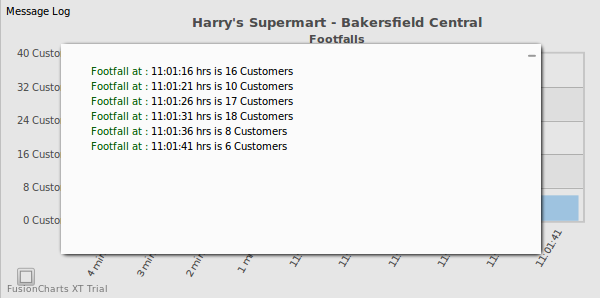 Message Log
Harry's Supermart - Bakersfield Central
Footfalls
40 Custo
32 Custo
24 Custo
16 Custo
8 Custo
0 Custo
Footfall at : 11:01:16 hrs is 16 Customers
Footfall at : 11:01:21 hrs is 10 Customers
Footfall at : 11:01:26 hrs is 17 Customers
Footfall at : 11:01:31 hrs is 18 Customers
Footfall at : 11:01:36 hrs is 8 Customers
Footfall at : 11:01:41 hrs is 6 Customers
4 min
3 min
2 min
1 m
11:
11:
11:
11:
11:
11:01:41
FusionCharts XT Trial